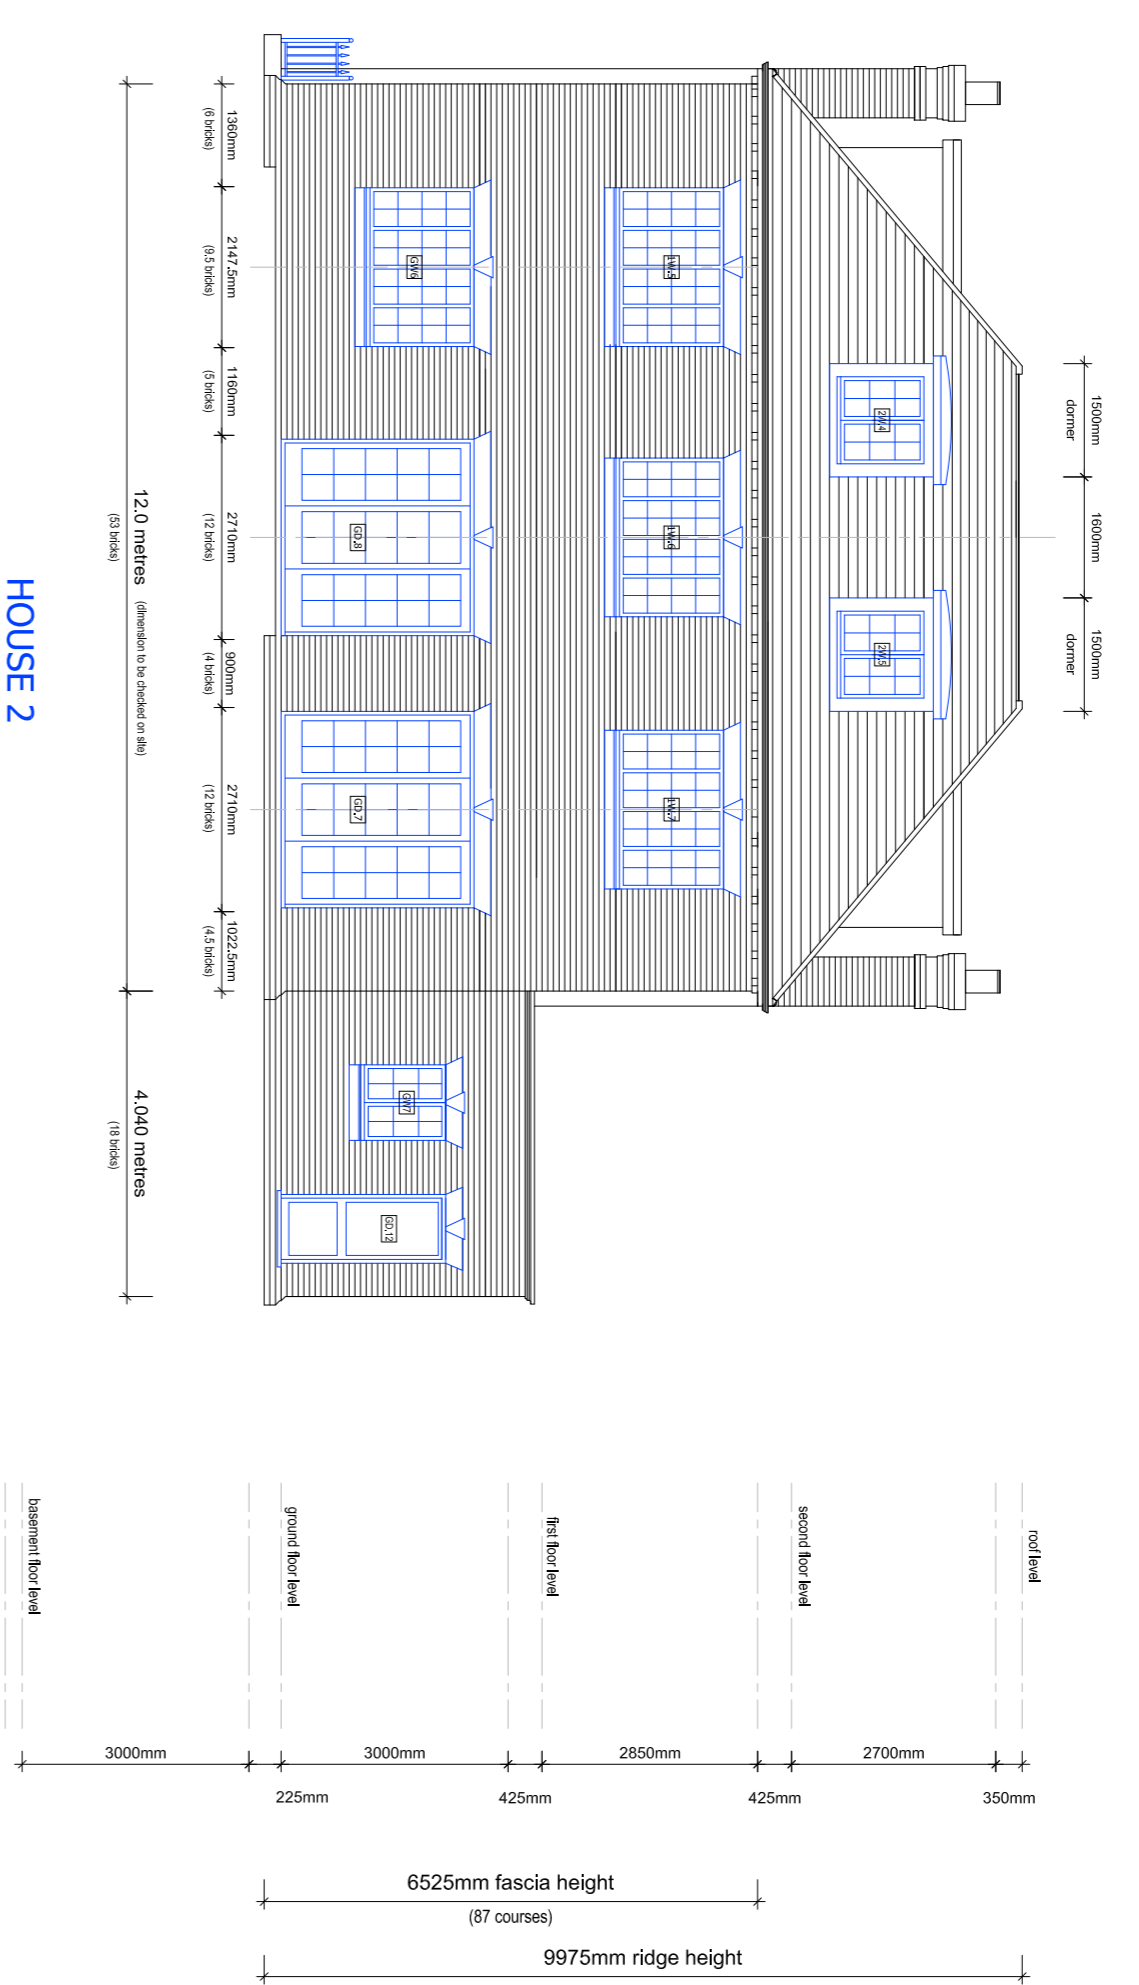 1500mm
dormer
1600mm
1500mm
dormer
2W.4
2W.5
1W.5
1W.6
1W.7
GW6
GD.8
GD.7
GW7
GD.12
1360mm
(6 bricks)
2147.5mm
(9.5 bricks)
1160mm
(5 bricks)
2710mm
(12 bricks)
900mm
(4 bricks)
2710mm
(12 bricks)
1022.5mm
(4.5 bricks)
12.0 metres (dimension to be checked on site)
(53 bricks)
4.040 metres
(18 bricks)
HOUSE 2
roof level
second floor level
first floor level
ground floor level
basement floor level
3000mm
3000mm
2850mm
2700mm
225mm
425mm
425mm
350mm
6525mm fascia height
(87 courses)
9975mm ridge height